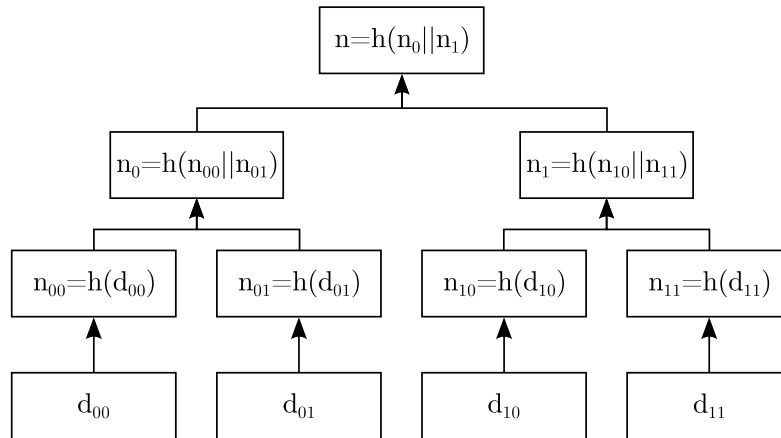 n=h(n₀||n₁)
n₀=h(n₀₀||n₀₁) n₁=h(n₁₀||n₁₁)
n₀₀=h(d₀₀) n₀₁=h(d₀₁) n₁₀=h(d₁₀) n₁₁=h(d₁₁)
d₀₀ d₀₁ d₁₀ d₁₁